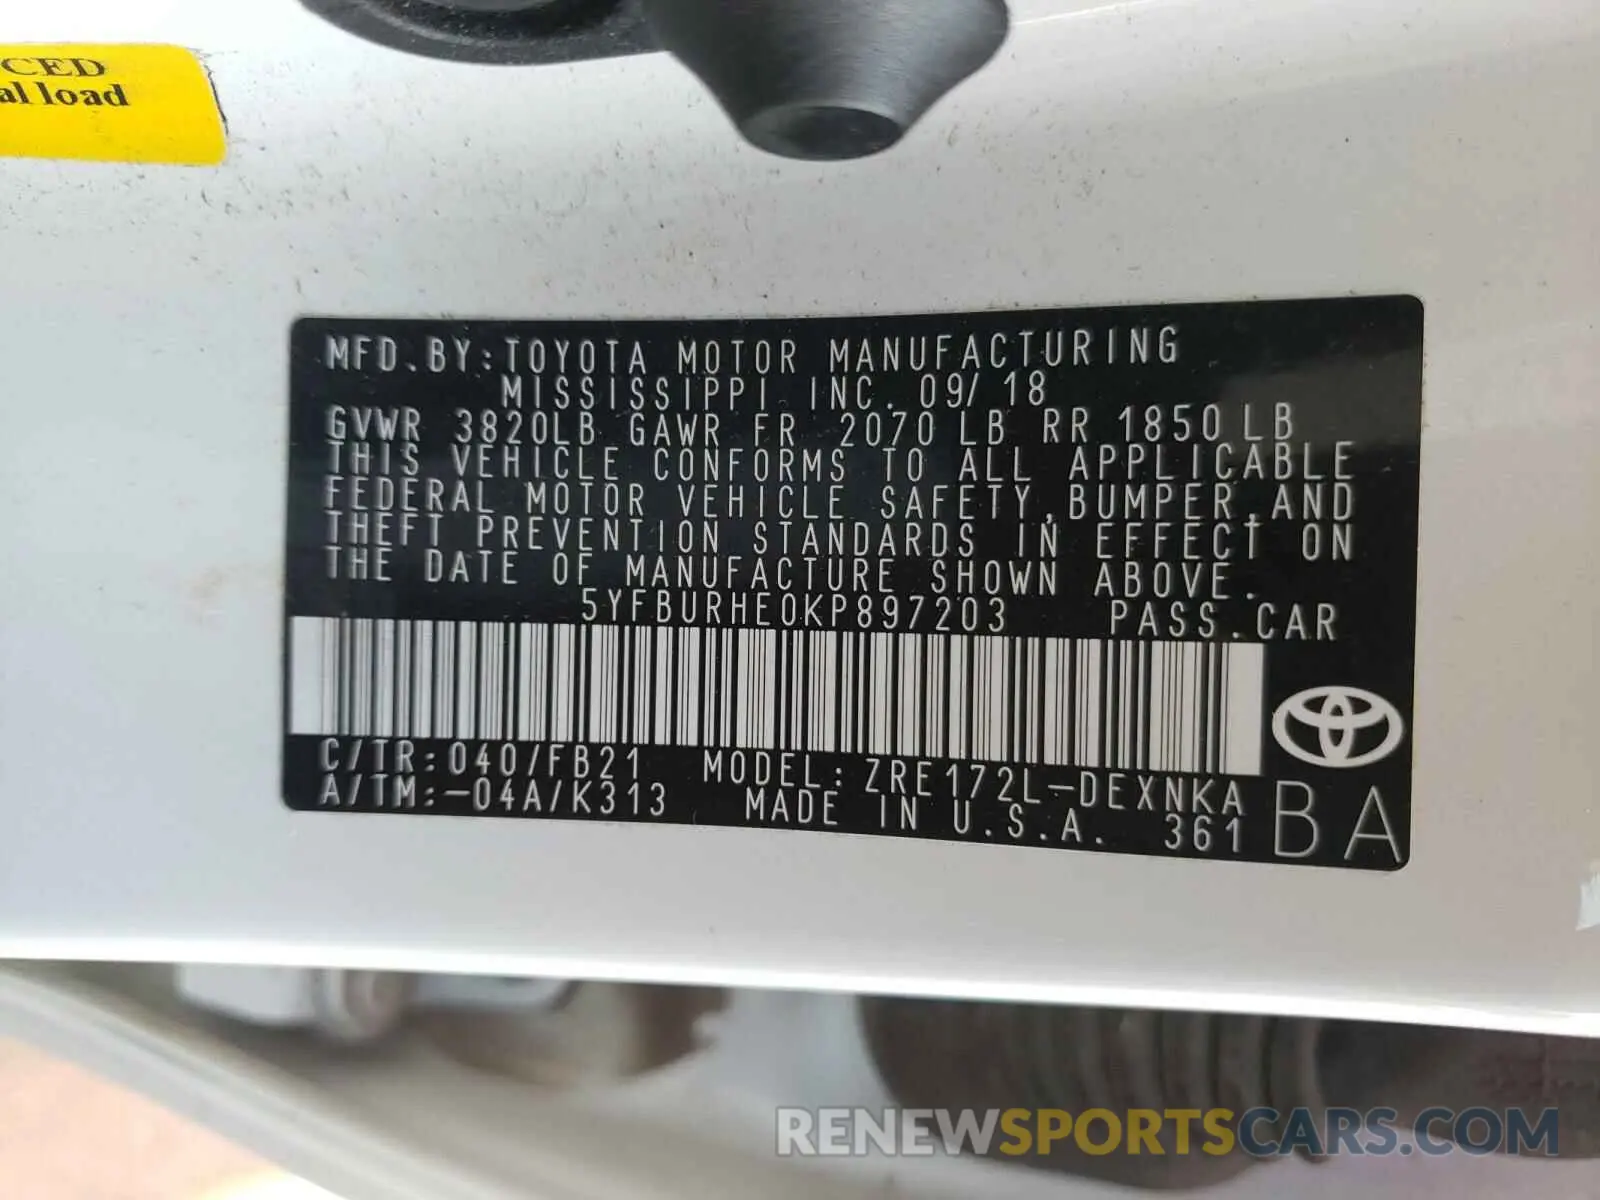 CED
al load
MFD.BY:TOYOTA MOTOR MANUFACTURING
MISSISSIPPI INC. 09/18
GVWR 3820LB GAWR FR 2070 LB RR 1850 LB
THIS VEHICLE CONFORMS TO ALL APPLICABLE
FEDERAL MOTOR VEHICLE SAFETY,BUMPER,AND
THEFT PREVENTION STANDARDS IN EFFECT ON
THE DATE OF MANUFACTURE SHOWN ABOVE.
5YFBURHE0KP897203 PASS.CAR
C/TR:040/FB21 MODEL:ZRE172L-DEXNKA
A/TM:-04A/K313 MADE IN U.S.A. 361
BA
RENEWSPORTSCARS.COM